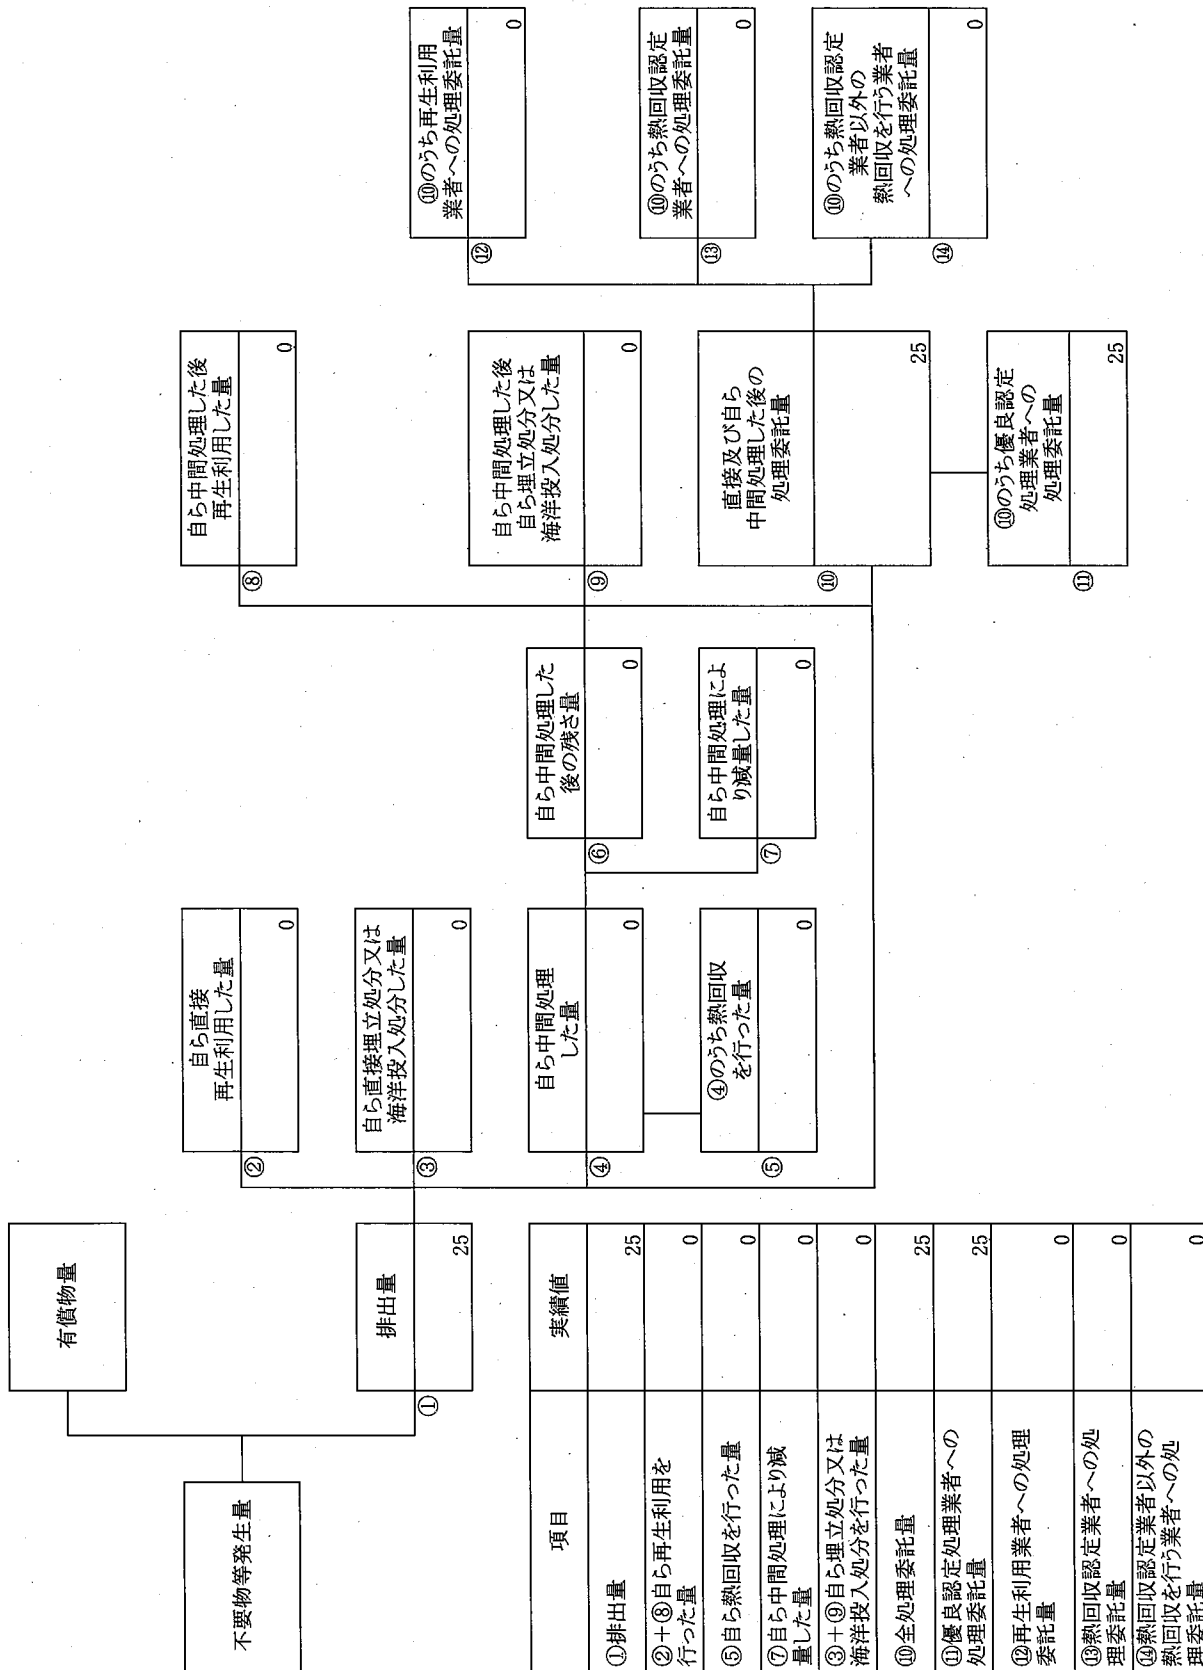 不要物等発生量
有償物量
①
排出量
25
②
自ら直接
再生利用した量
0
③
自ら直接埋立処分又は
海洋投入処分した量
0
④
自ら中間処理
した量
0
⑤
④のうち熱回収
を行った量
0
⑥
自ら中間処理した
後の残さ量
0
⑦
自ら中間処理によ
り減量した量
0
⑧
自ら中間処理した後
再生利用した量
0
⑨
自ら中間処理した後
自ら埋立処分又は
海洋投入処分した量
0
⑩
直接及び自ら
中間処理した後の
処理委託量
25
⑪
⑩のうち優良認定
処理業者への
処理委託量
25
⑫
⑩のうち再生利用
業者への処理委託量
0
⑬
⑩のうち熱回収認定
業者への処理委託量
0
⑭
⑩のうち熱回収認定
業者以外の
熱回収を行う業者
への処理委託量
0
項目 実績値
①排出量 25
②+⑧自ら再生利用を
行った量 0
⑤自ら熱回収を行った量 0
⑦自ら中間処理により減
量した量 0
③+⑨自ら埋立処分又は
海洋投入処分を行った量 0
⑩全処理委託量 25
⑪優良認定処理業者への
処理委託量 25
⑫再生利用業者への処理
委託量 0
⑬熱回収認定業者への処
理委託量 0
⑭熱回収認定業者以外の
熱回収を行う業者への処
理委託量 0